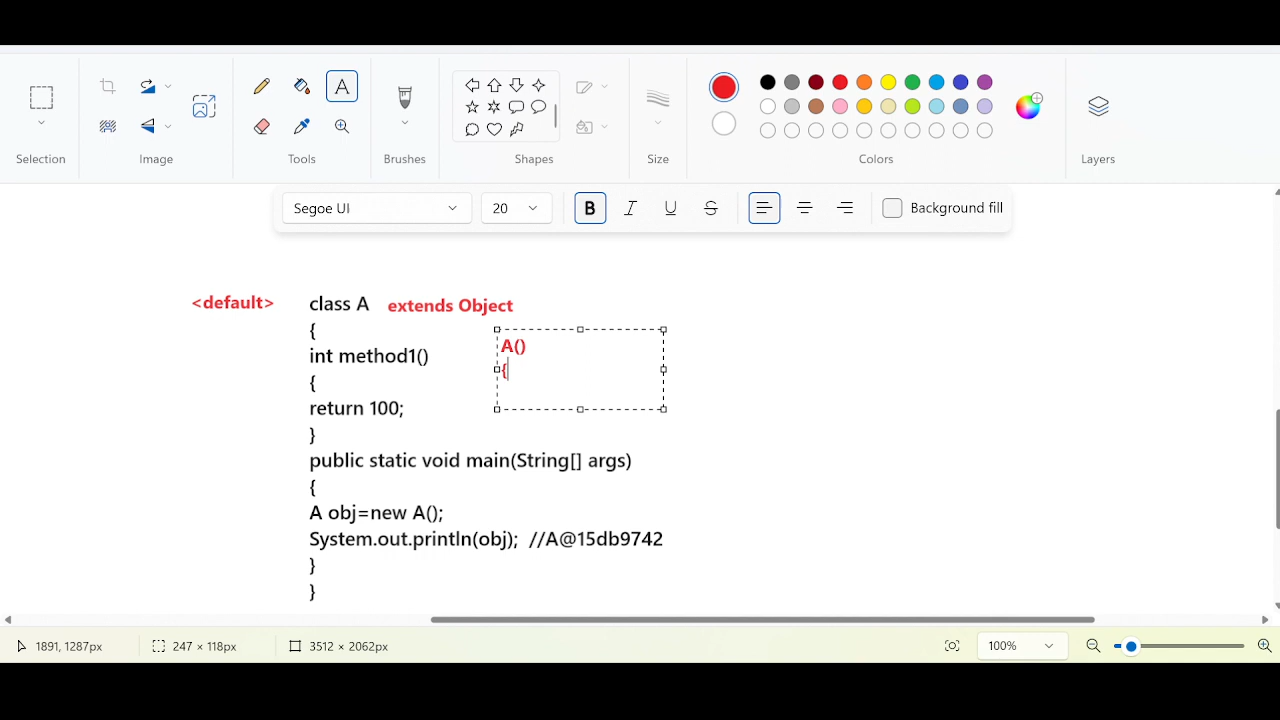 Selection
Image
Tools
Brushes
Shapes
Size
Colors
Layers
A
Segoe UI
20
B
I
U
S
Background fill
<default> class A extends Object
{
A()
int method1()
{
{
return 100;
}
public static void main(String[] args)
{
A obj=new A();
System.out.println(obj); //A@15db9742
}
}
1891, 1287px
247 × 118px
3512 × 2062px
100%